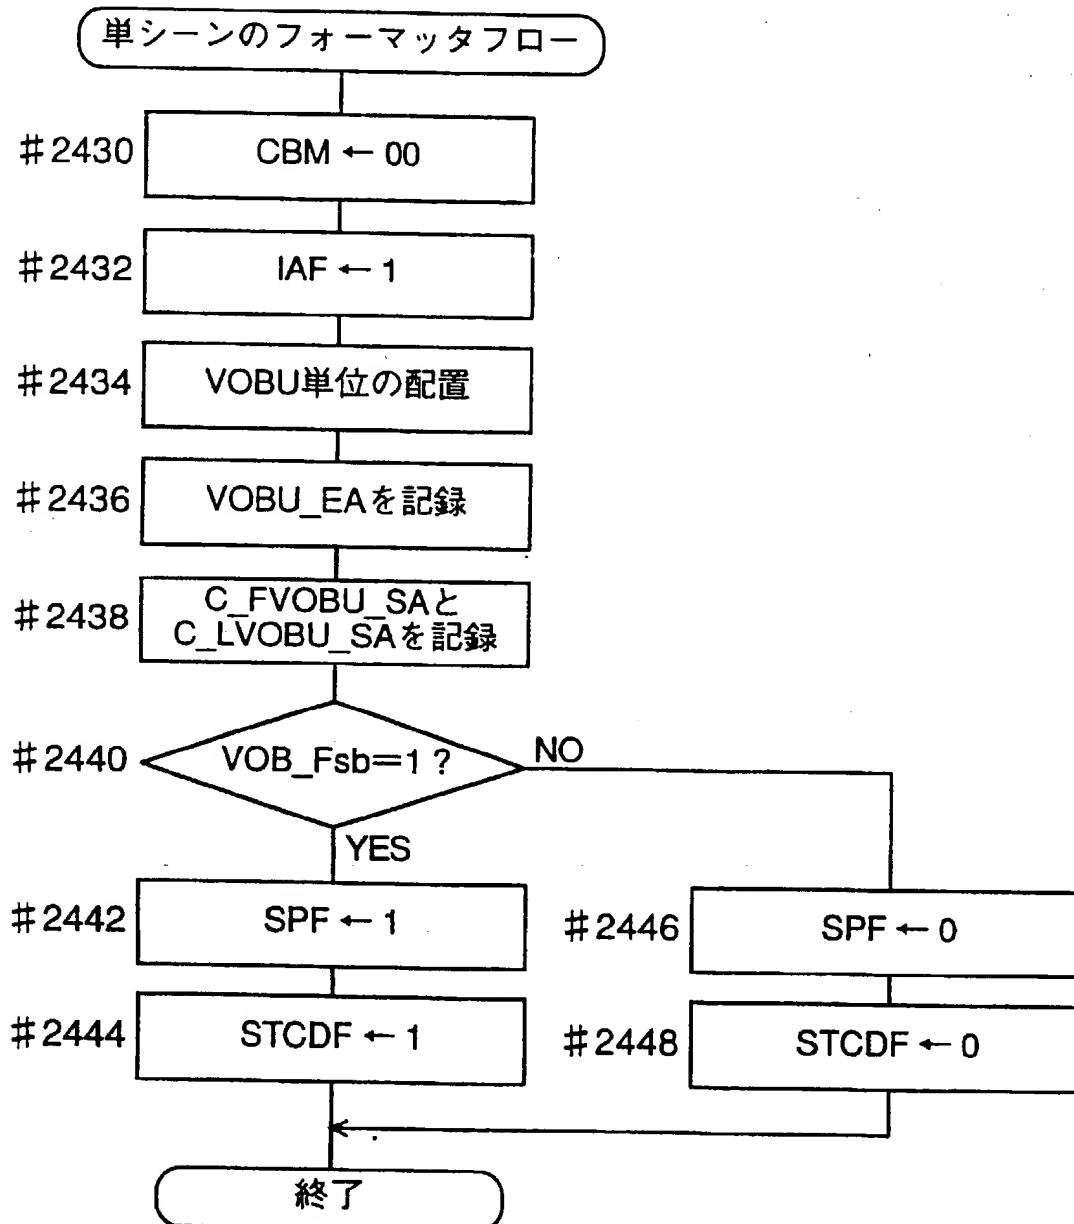 単シーンのフォーマッタフロー
#2430
CBM ← 00
#2432
IAF ← 1
#2434
VOBU単位の配置
#2436
VOBU_EAを記録
#2438
C_FVOBU_SAと
C_LVOBU_SAを記録
#2440
VOB_Fsb=1?
NO
YES
#2442
SPF ← 1
#2446
SPF ← 0
#2444
STCDF ← 1
#2448
STCDF ← 0
終了